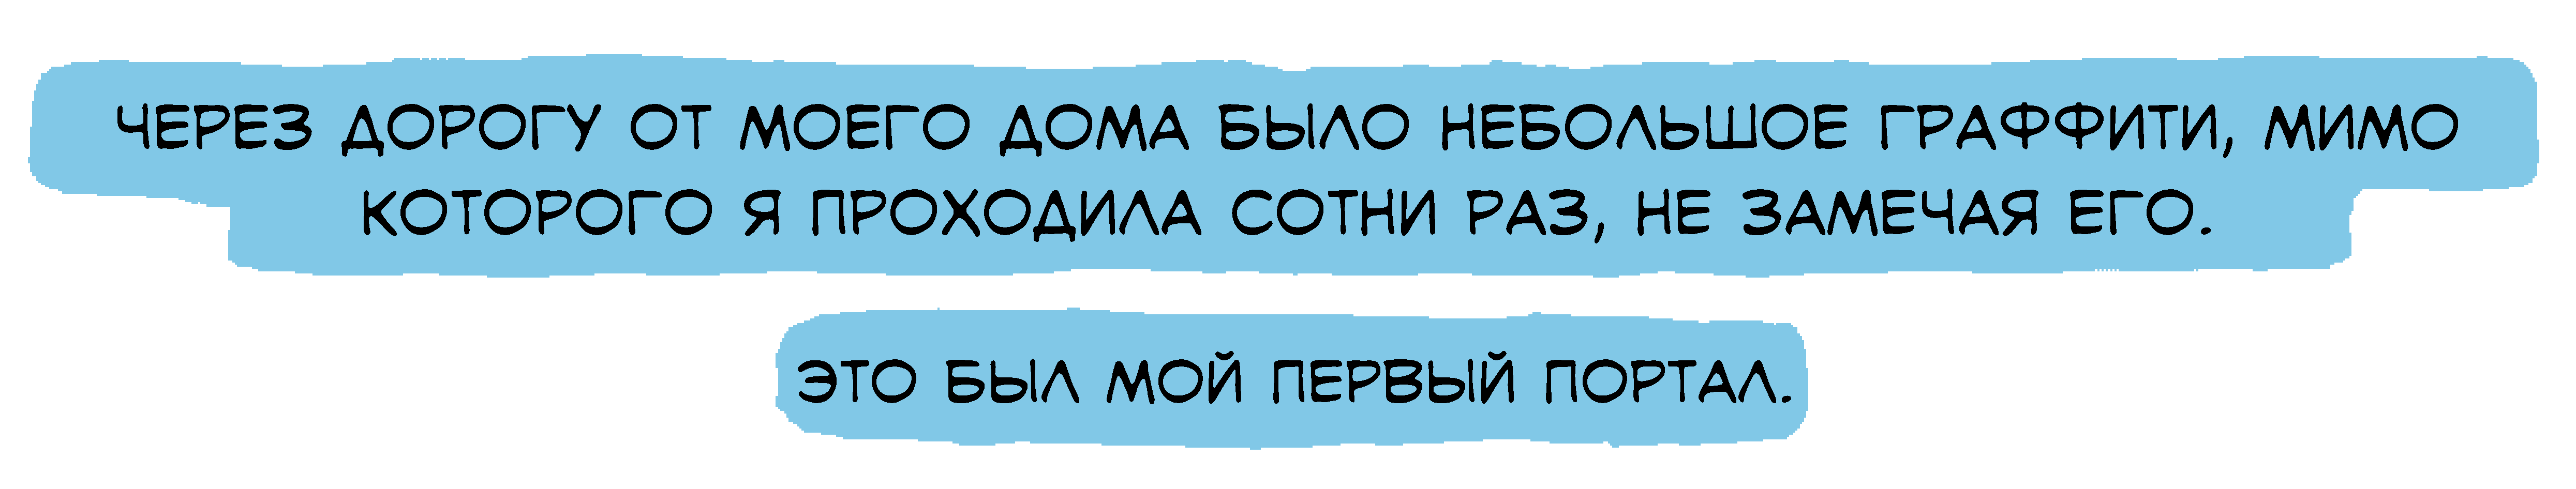 ЧЕРЕЗ ДОРОГУ ОТ МОЕГО ДОМА БЫЛО НЕБОЛЬШОЕ ГРАФФИТИ, МИМО
КОТОРОГО Я ПРОХОДИЛА СОТНИ РАЗ, НЕ ЗАМЕЧАЯ ЕГО.
ЭТО БЫЛ МОЙ ПЕРВЫЙ ПОРТАЛ.